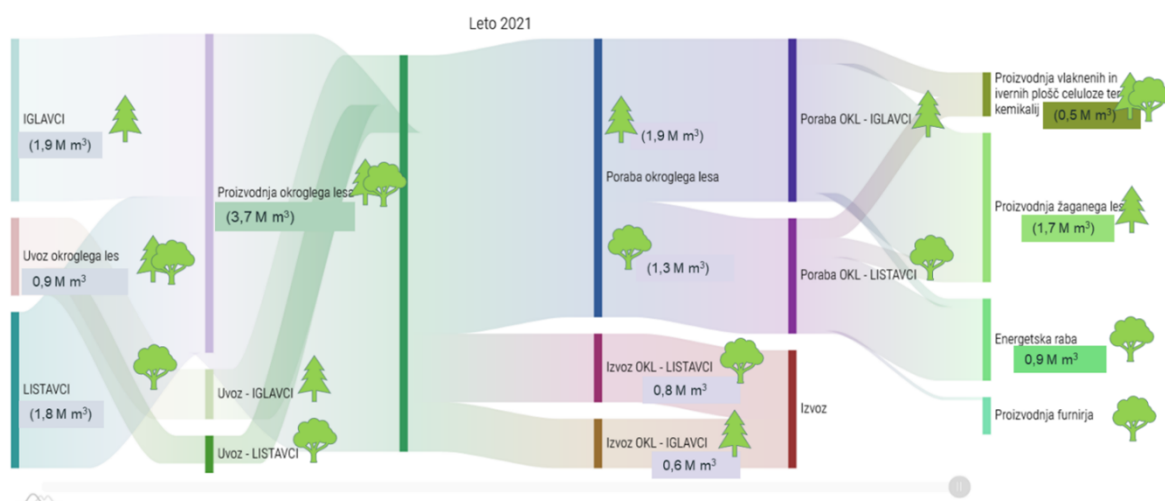 Leto 2021
IGLAVCI
(1,9 M m³)
Uvoz okroglega les
0,9 M m³
LISTAVCI
(1,8 M m³)
Proizvodnja okroglega lesa
(3,7 M m³)
Uvoz - IGLAVCI
Uvoz - LISTAVCI
(1,9 M m³)
Poraba okroglega lesa
(1,3 M m³)
Izvoz OKL - LISTAVCI
0,8 M m³
Izvoz OKL - IGLAVCI
0,6 M m³
Poraba OKL - IGLAVCI
Poraba OKL - LISTAVCI
Izvoz
Proizvodnja vlaknenih in
ivernih plošč celuloze ter
kemikalij
(0,5 M m³)
Proizvodnja žaganega les
(1,7 M m³)
Energetska raba
0,9 M m³
Proizvodnja furnirja